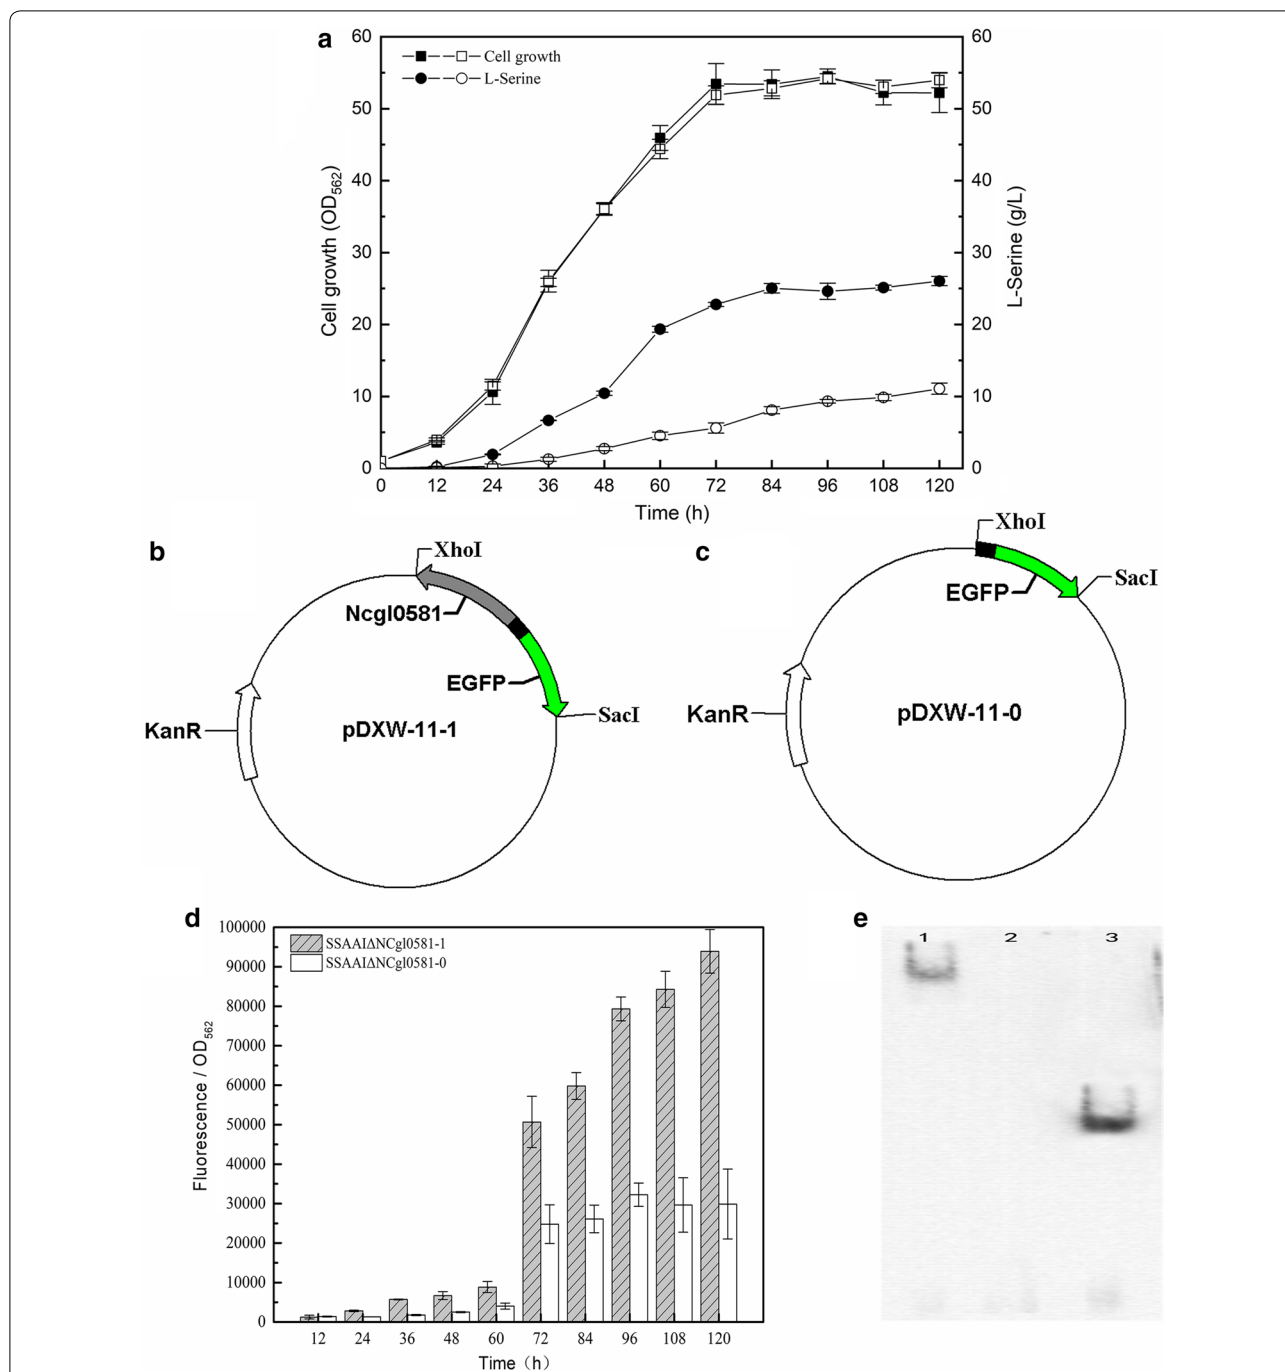 a
60
50
40
30
20
10
0
Cell growth (OD562)
Cell growth
L-Serine
60
50
40
30
20
10
0
L-Serine (g/L)
0 12 24 36 48 60 72 84 96 108 120
Time (h)
b
XhoI
Ncgl0581
EGFP
SacI
KanR
pDXW-11-1
c
XhoI
EGFP
SacI
KanR
pDXW-11-0
d
100000
90000
80000
70000
60000
50000
40000
30000
20000
10000
0
Fluorescence / OD562
SSAAIΔNCgl0581-1
SSAAIΔNCgl0581-0
12 24 36 48 60 72 84 96 108 120
Time（h）
e
1 2 3